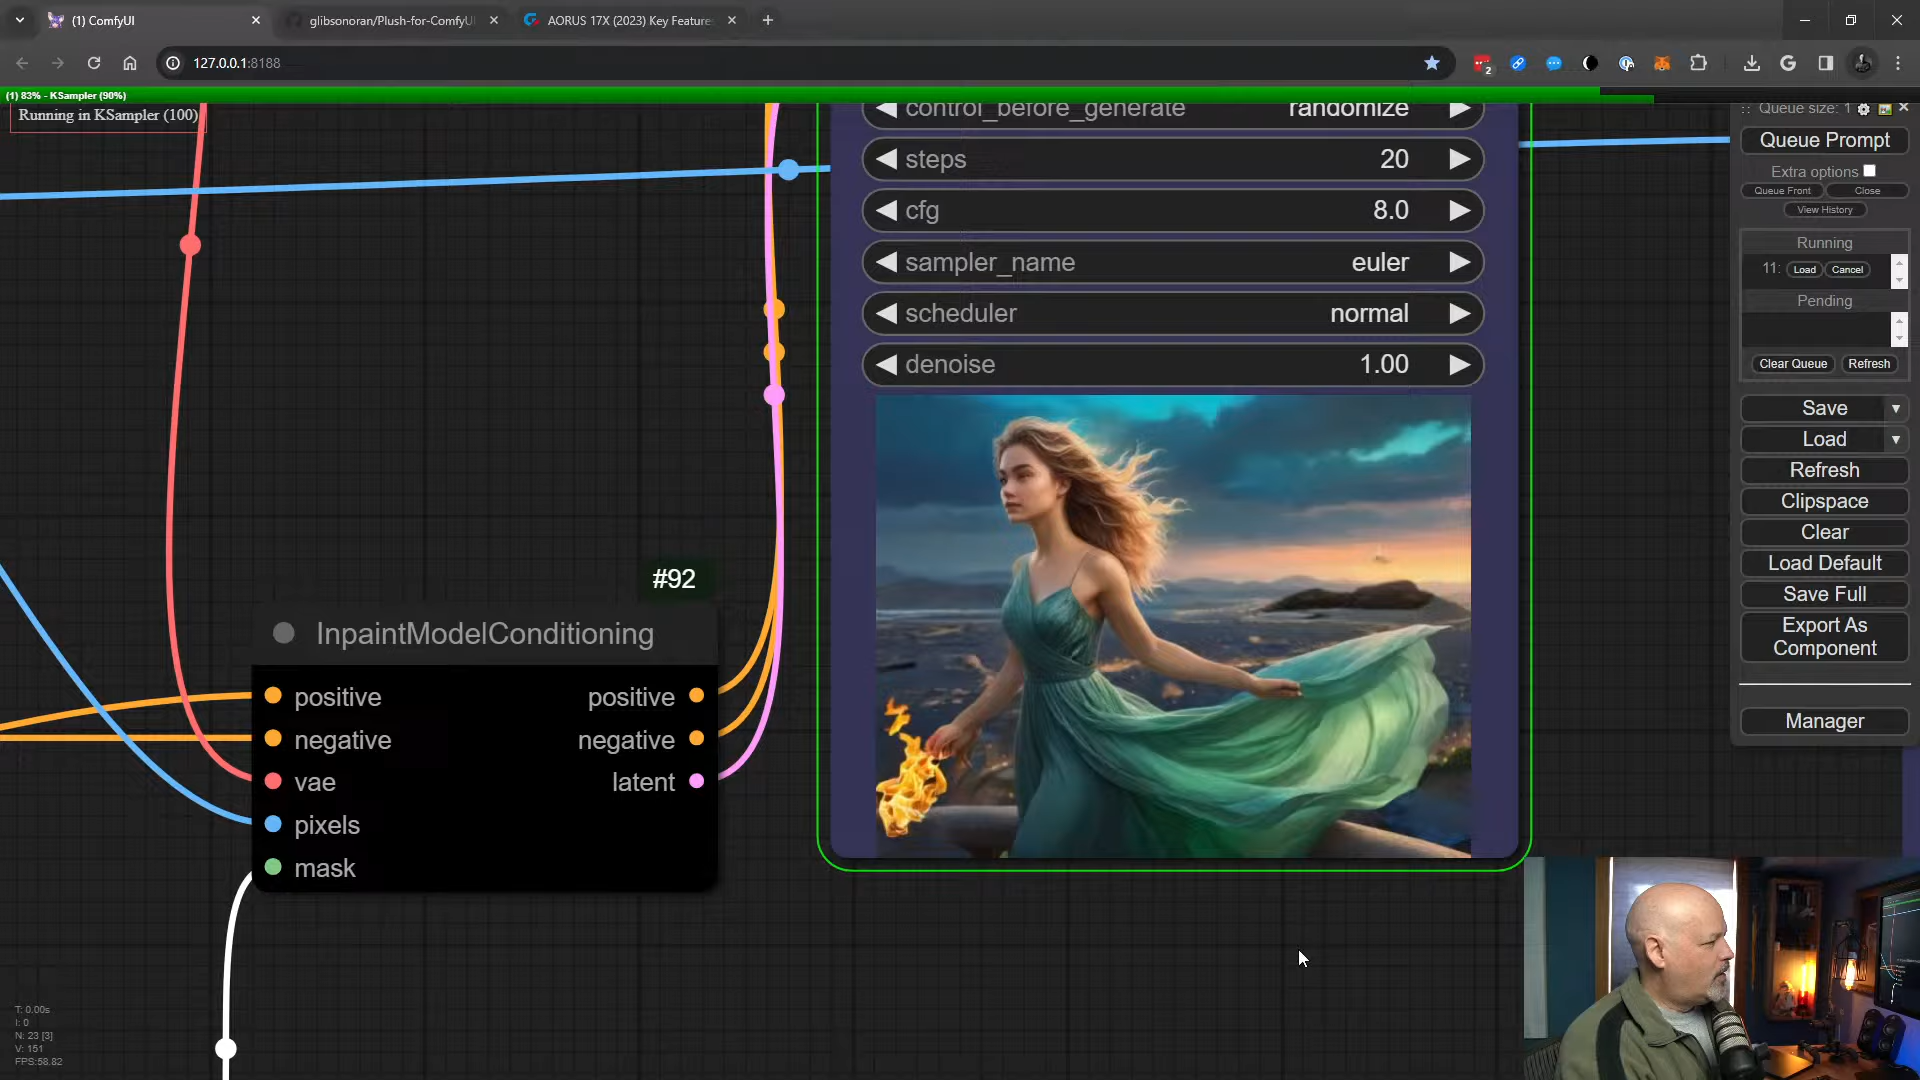 (1) ComfyUI
glibsonoran/Plush-for-ComfyUI
AORUS 17X (2023) Key Feature
127.0.0.1:8188
2
(1) 83% - KSampler (90%)
Running in KSampler (100)
control_before_generate randomize
steps 20
cfg 8.0
sampler_name euler
scheduler normal
denoise 1.00
#92
InpaintModelConditioning
positive positive
negative negative
vae latent
pixels
mask
Queue size: 1
Queue Prompt
Extra options
Queue Front Close
View History
Running
11: Load Cancel
Pending
Clear Queue Refresh
Save
Load
Refresh
Clipspace
Clear
Load Default
Save Full
Export As
Component
Manager
T: 0.00s
I: 0
N: 23 [3]
V: 151
FPS:58.82